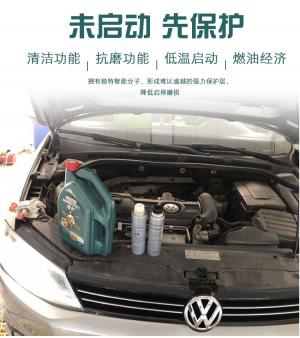 未启动 先保护
清洁功能 | 抗磨功能 | 低温启动 | 燃油经济
拥有独特智能分子、形成难以逾越的强力保护层、
降低启停磨损